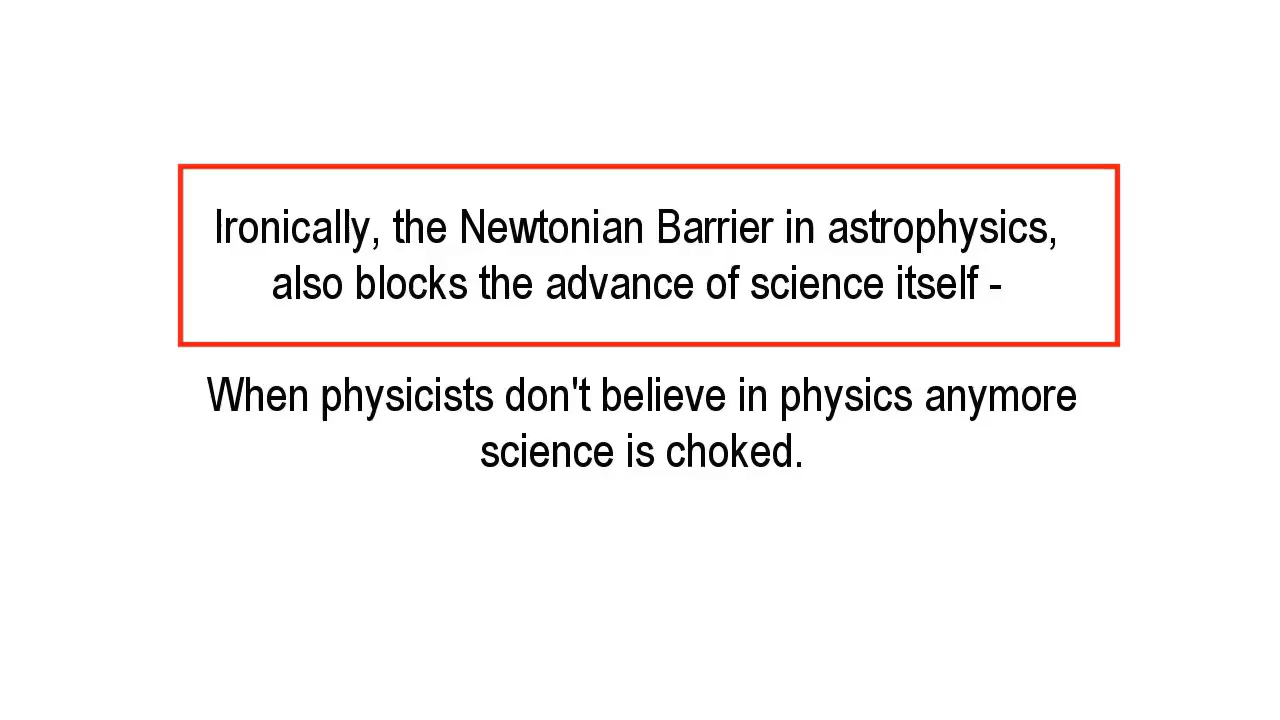 Ironically, the Newtonian Barrier in astrophysics,
also blocks the advance of science itself -
When physicists don't believe in physics anymore
science is choked.